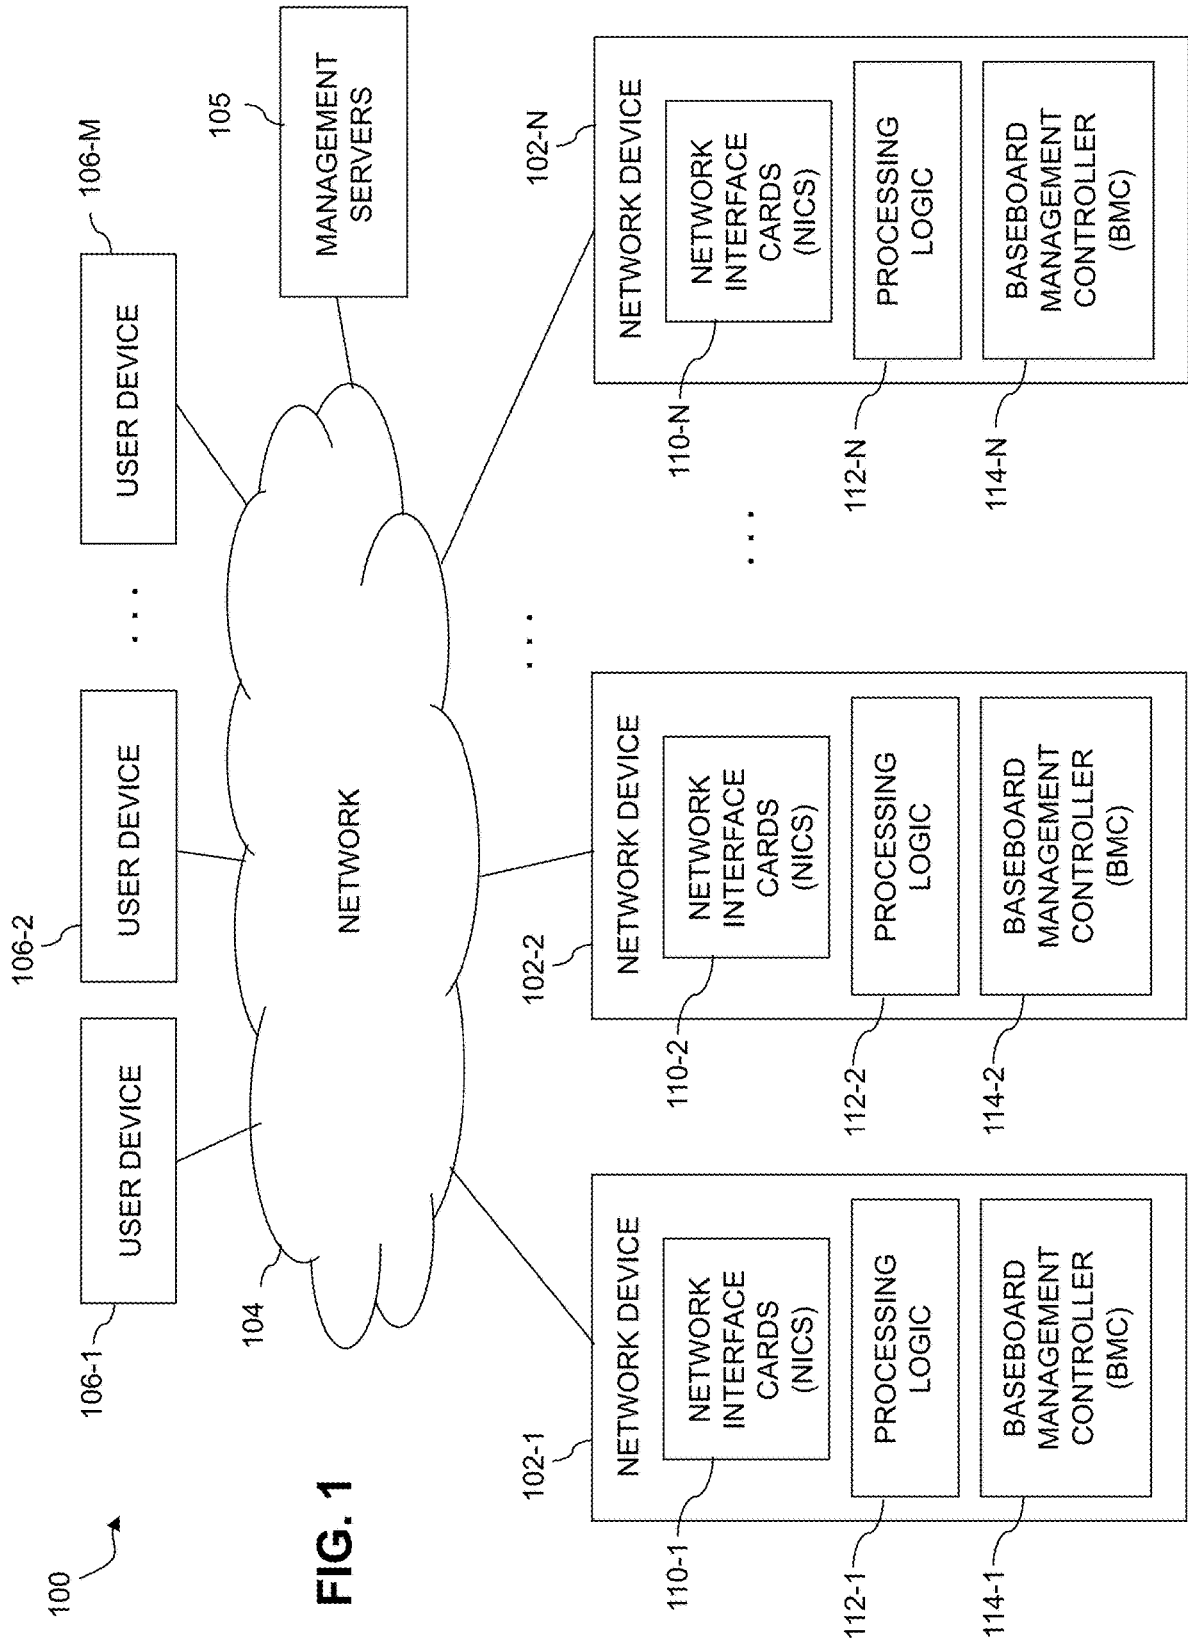 100
FIG. 1
106-1
USER DEVICE
106-2
USER DEVICE
. . .
106-M
USER DEVICE
105
MANAGEMENT
SERVERS
104
NETWORK
. . .
102-1
NETWORK DEVICE
110-1
NETWORK
INTERFACE
CARDS
(NICS)
112-1
PROCESSING
LOGIC
114-1
BASEBOARD
MANAGEMENT
CONTROLLER
(BMC)
102-2
NETWORK DEVICE
110-2
NETWORK
INTERFACE
CARDS
(NICS)
112-2
PROCESSING
LOGIC
114-2
BASEBOARD
MANAGEMENT
CONTROLLER
(BMC)
. . .
102-N
NETWORK DEVICE
110-N
NETWORK
INTERFACE
CARDS
(NICS)
112-N
PROCESSING
LOGIC
114-N
BASEBOARD
MANAGEMENT
CONTROLLER
(BMC)